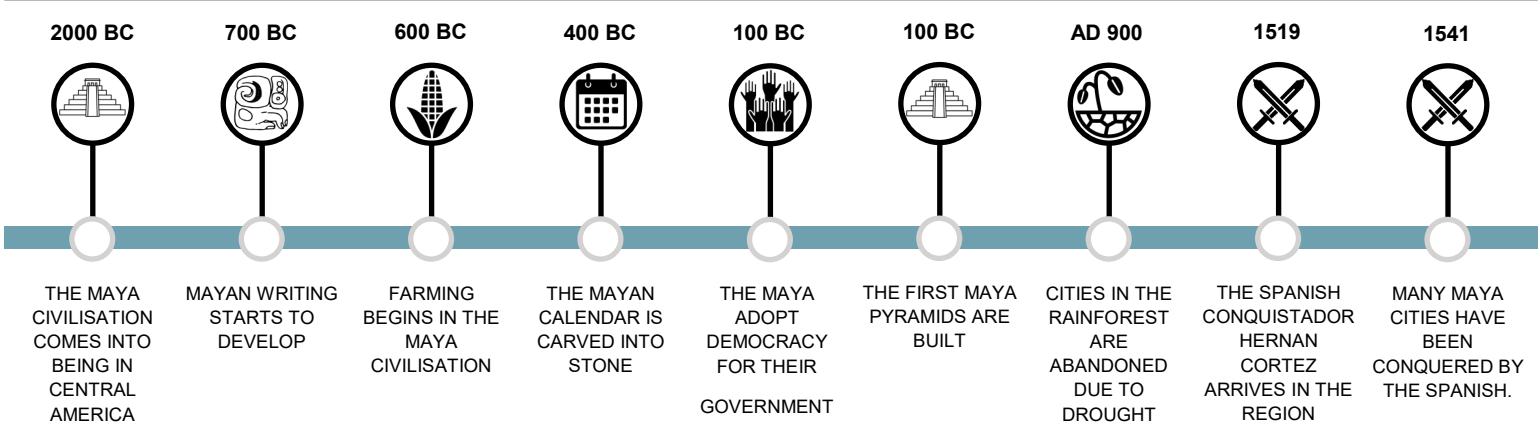 2000 BC
700 BC
600 BC
400 BC
100 BC
100 BC
AD 900
1519
1541
THE MAYA
CIVILISATION
COMES INTO
BEING IN
CENTRAL
AMERICA
MAYAN WRITING
STARTS TO
DEVELOP
FARMING
BEGINS IN THE
MAYA
CIVILISATION
THE MAYAN
CALENDAR IS
CARVED INTO
STONE
THE MAYA
ADOPT
DEMOCRACY
FOR THEIR
GOVERNMENT
THE FIRST MAYA
PYRAMIDS ARE
BUILT
CITIES IN THE
RAINFOREST
ARE
ABANDONED
DUE TO
DROUGHT
THE SPANISH
CONQUISTADOR
HERNAN
CORTEZ
ARRIVES IN THE
REGION
MANY MAYA
CITIES HAVE
BEEN
CONQUERED BY
THE SPANISH.